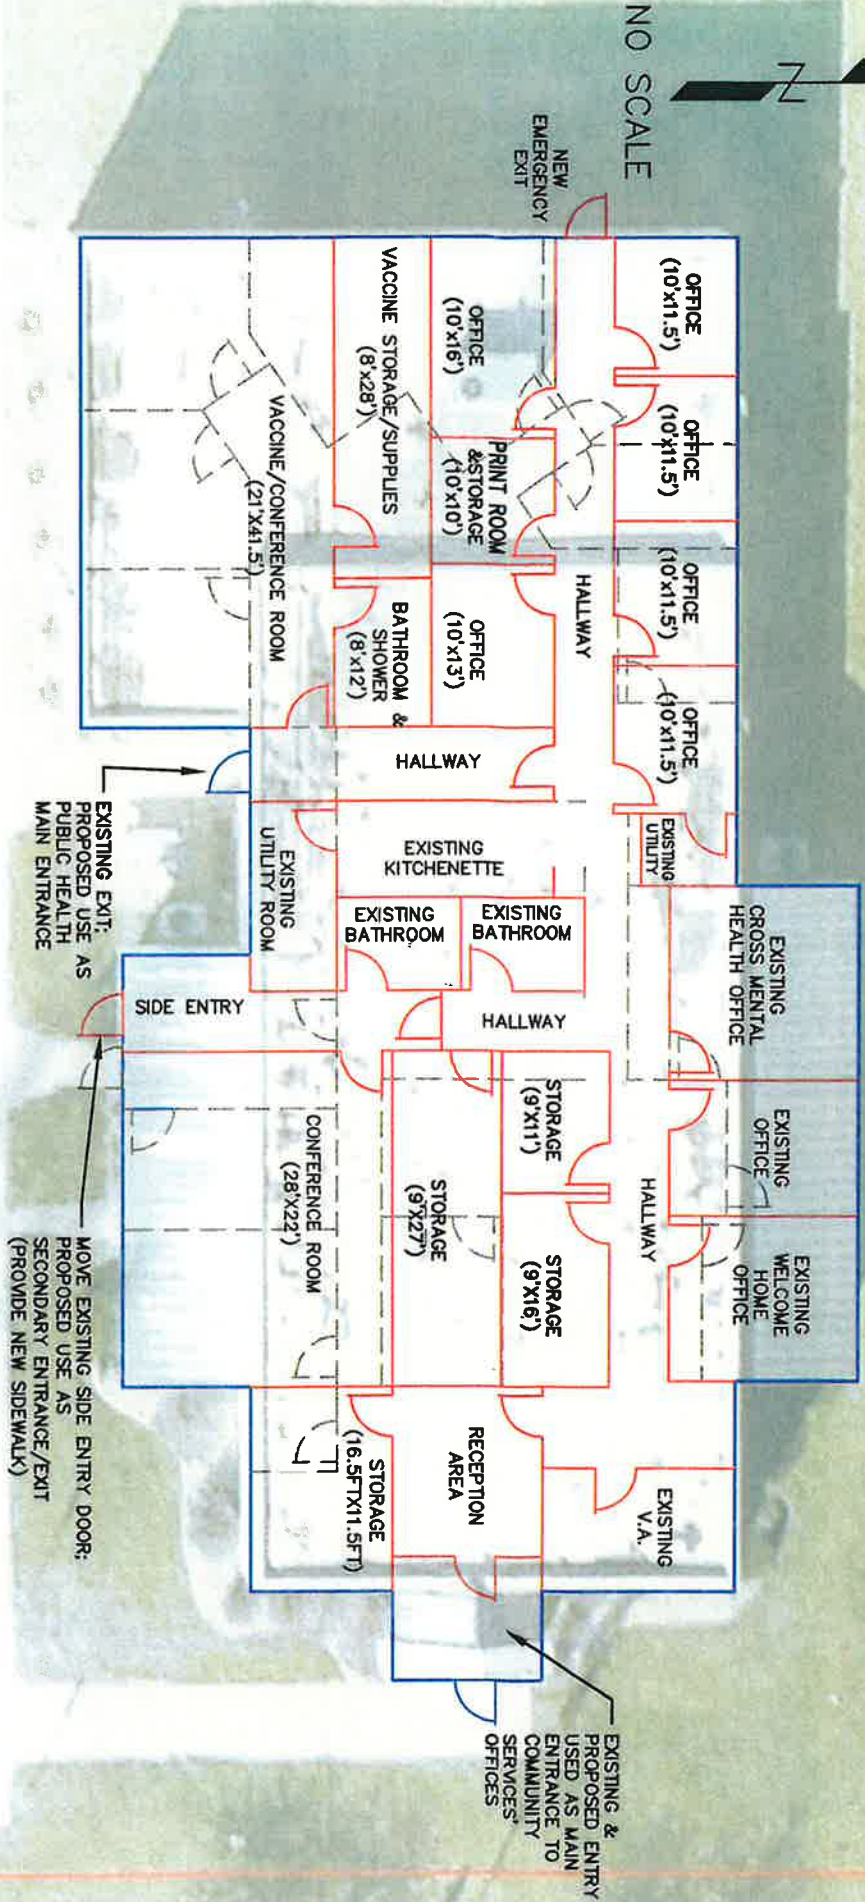 NO SCALE
N
NEW
EMERGENCY
EXIT
OFFICE
(10'x11.5')
OFFICE
(10'x11.5')
OFFICE
(10'x11.5')
OFFICE
(10'x11.5')
EXISTING
UTILITY
EXISTING
CROSS MENTAL
HEALTH OFFICE
EXISTING
OFFICE
EXISTING
WELCOME
HOME
OFFICE
OFFICE
(10'x16')
PRINT ROOM
&STORAGE
(10'x10')
OFFICE
(10'x13')
HALLWAY
VACCINE STORAGE/SUPPLIES
(8'x28')
BATHROOM &
SHOWER
(8'x12')
HALLWAY
VACCINE/CONFERENCE ROOM
(21'X41.5')
EXISTING
KITCHENETTE
EXISTING
UTILITY ROOM
EXISTING
BATHROOM
EXISTING
BATHROOM
SIDE ENTRY
HALLWAY
HALLWAY
STORAGE
(9'X11')
STORAGE
(9'X16')
STORAGE
(9'X27')
CONFERENCE ROOM
(28'X22')
STORAGE
(16.5FTX11.5FT)
RECEPTION
AREA
EXISTING
V.A.
EXISTING EXIT;
PROPOSED USE AS
PUBLIC HEALTH
MAIN ENTRANCE
MOVE EXISTING SIDE ENTRY DOOR;
PROPOSED USE AS
SECONDARY ENTRANCE/EXIT
(PROVIDE NEW SIDEWALK)
EXISTING &
PROPOSED ENTRY
USED AS MAIN
ENTRANCE TO
COMMUNITY
SERVICES'
OFFICES